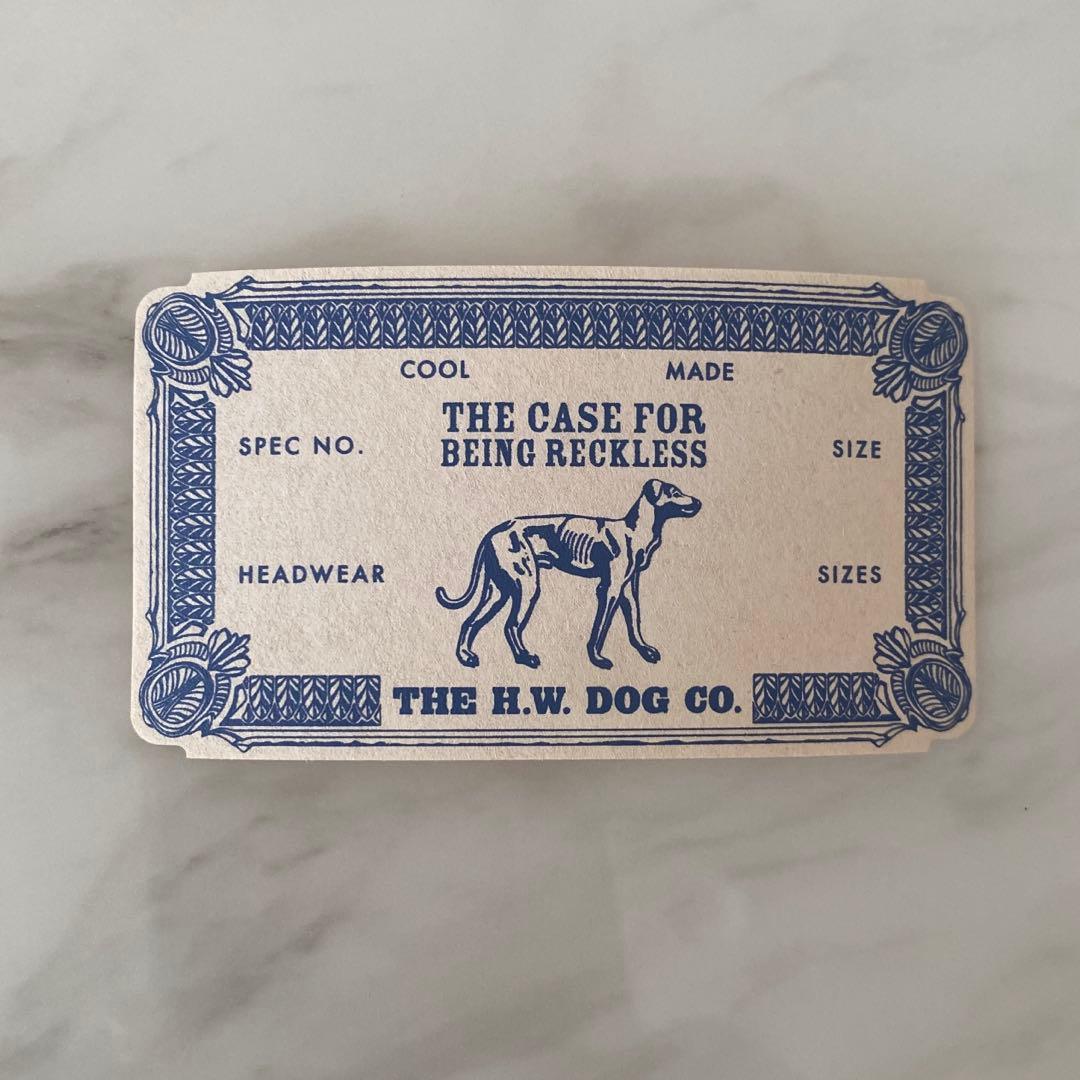 COOL MADE
THE CASE FOR
BEING RECKLESS
SPEC NO. SIZE
HEADWEAR SIZES
THE H.W. DOG CO.